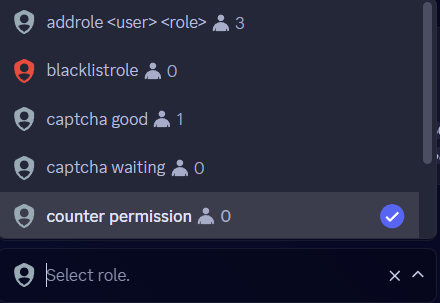 addrole <user> <role> 3
blacklistrole 0
captcha good 1
captcha waiting 0
counter permission 0
Select role.